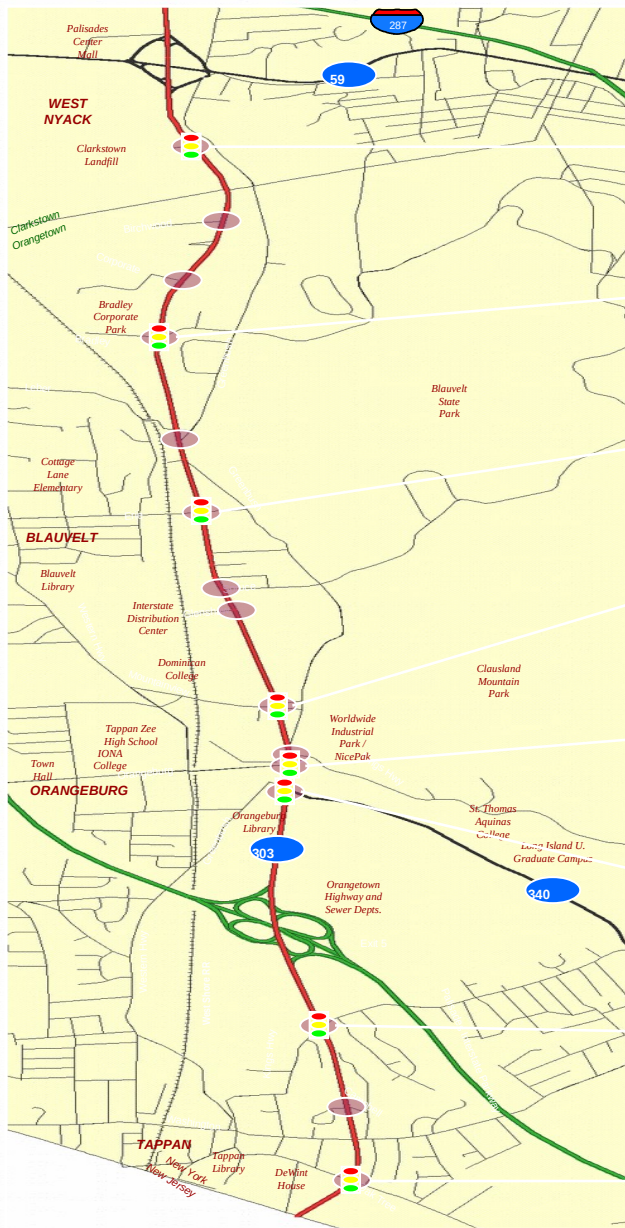 287
Palisades
Center
Mall
59
WEST
NYACK
Clarkstown
Landfill
Clarkstown
Orangetown
Bradley
Corporate
Park
Blauvelt
State
Park
Cottage
Lane
Elementary
BLAUVELT
Blauvelt
Library
Interstate
Distribution
Center
Dominican
College
Clausland
Mountain
Park
Worldwide
Industrial
Park /
NicePak
Tappan Zee
High School
IONA
College
Town
Hall
ORANGEBURG
Orangeburg
Library
St. Thomas
Aquinas
College
Long Island U.
Graduate Campus
303
340
Orangetown
Highway and
Sewer Depts.
TAPPAN
New York
New Jersey
Tappan
Library
DeWint
House